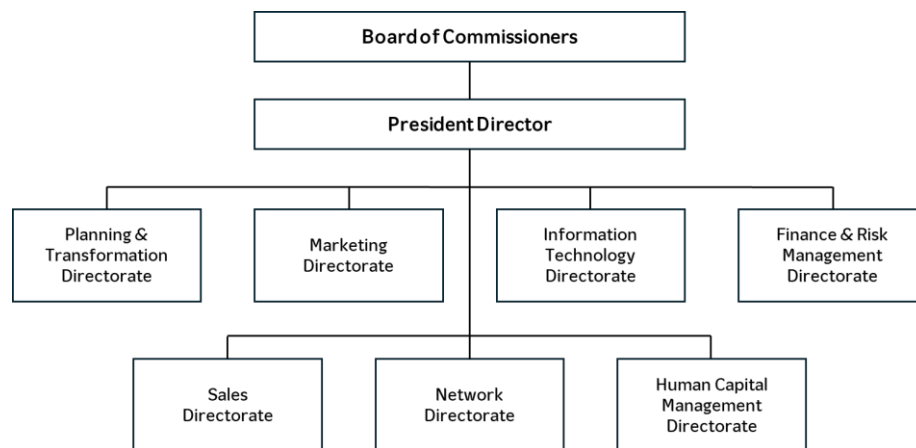 Board of Commissioners
President Director
Planning &
Transformation
Directorate
Marketing
Directorate
Information
Technology
Directorate
Finance & Risk
Management
Directorate
Sales
Directorate
Network
Directorate
Human Capital
Management
Directorate